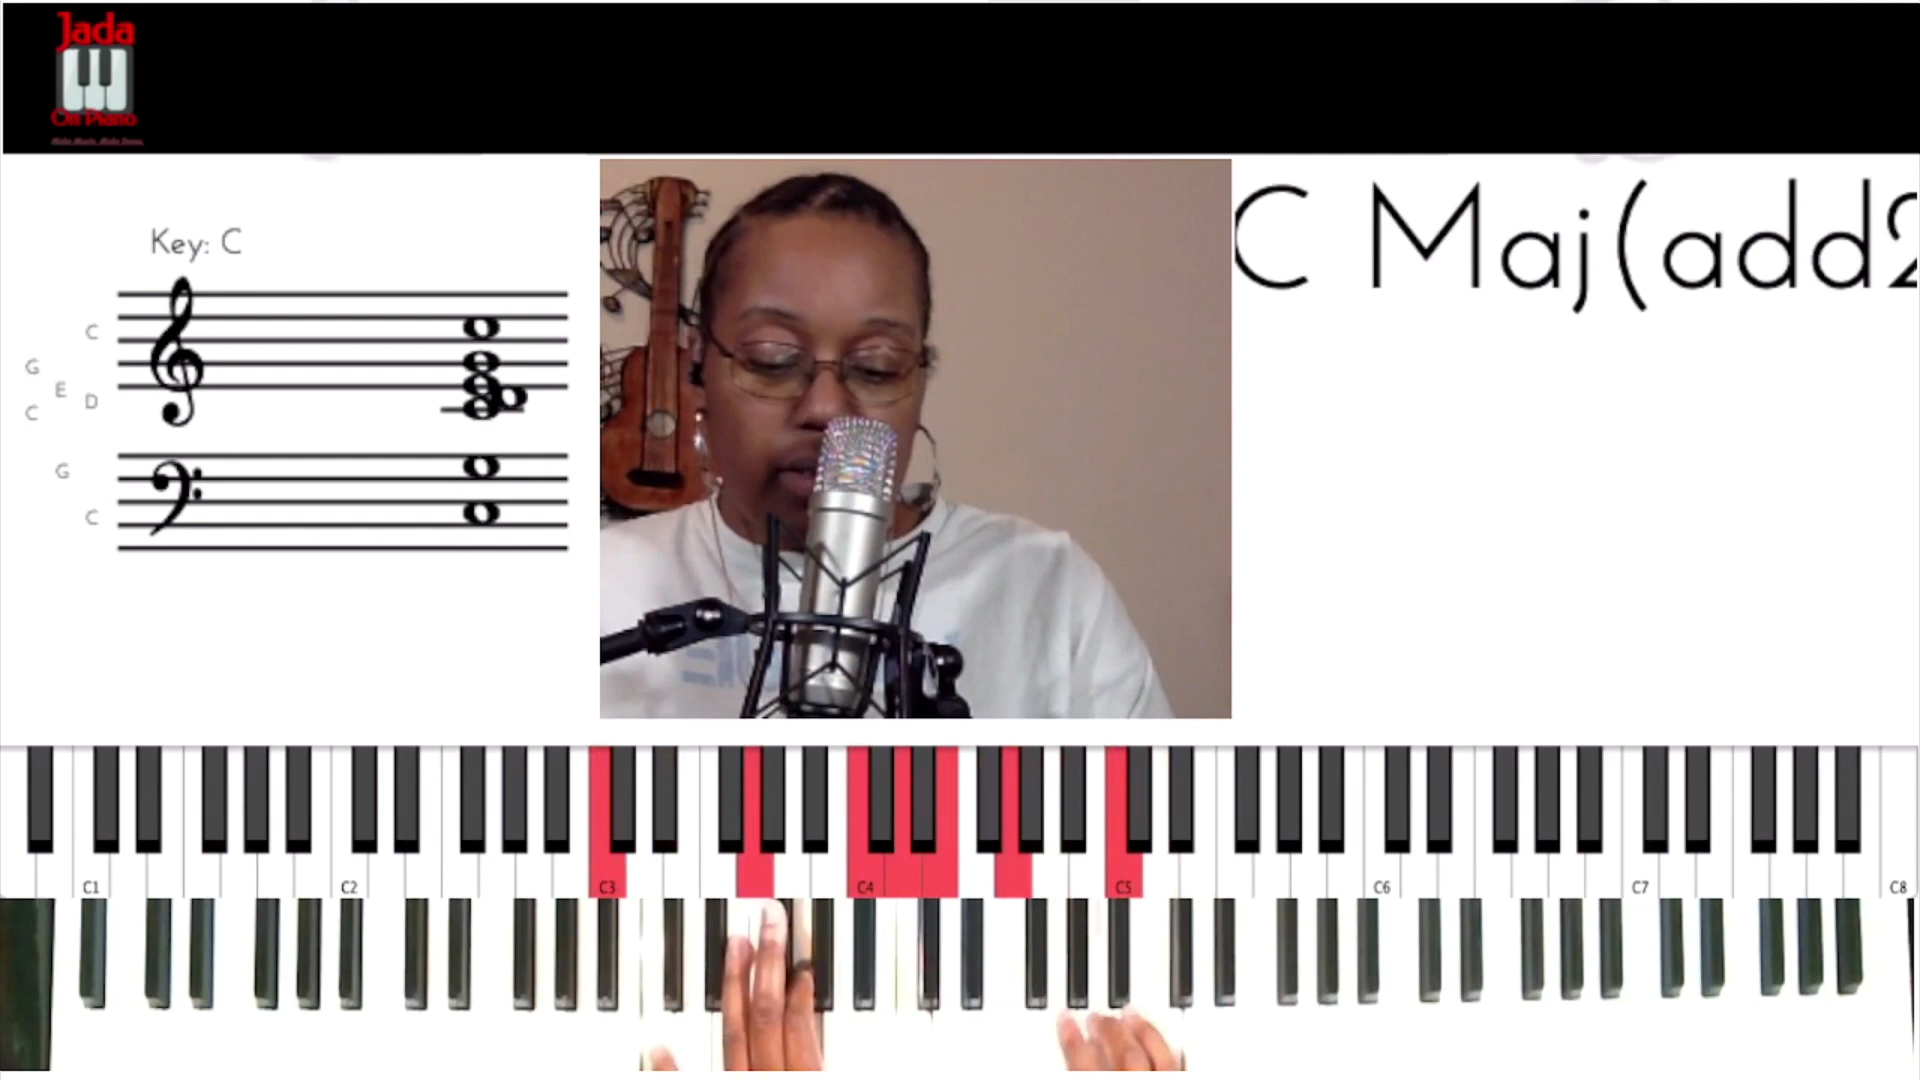 Jada
On Piano
Key: C
C Maj(add2
C
G
E
C
D
G
C
C1
C2
C3
C4
C5
C6
C7
C8